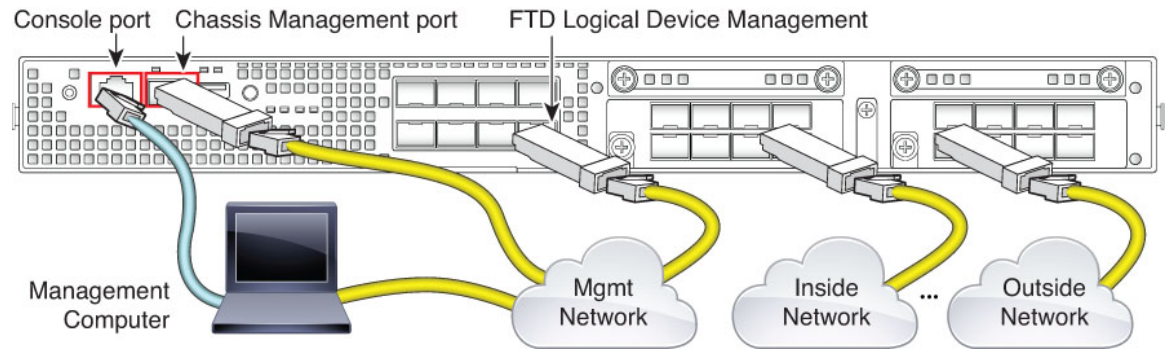 Console port
Chassis Management port
FTD Logical Device Management
Management
Computer
Mgmt
Network
Inside
Network
...
Outside
Network